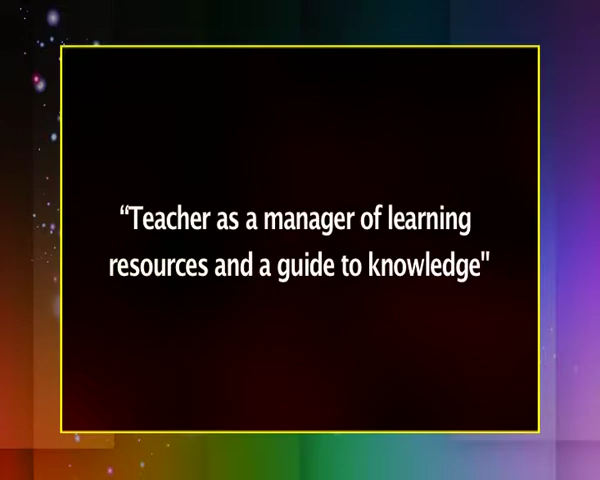 “Teacher as a manager of learning
resources and a guide to knowledge"